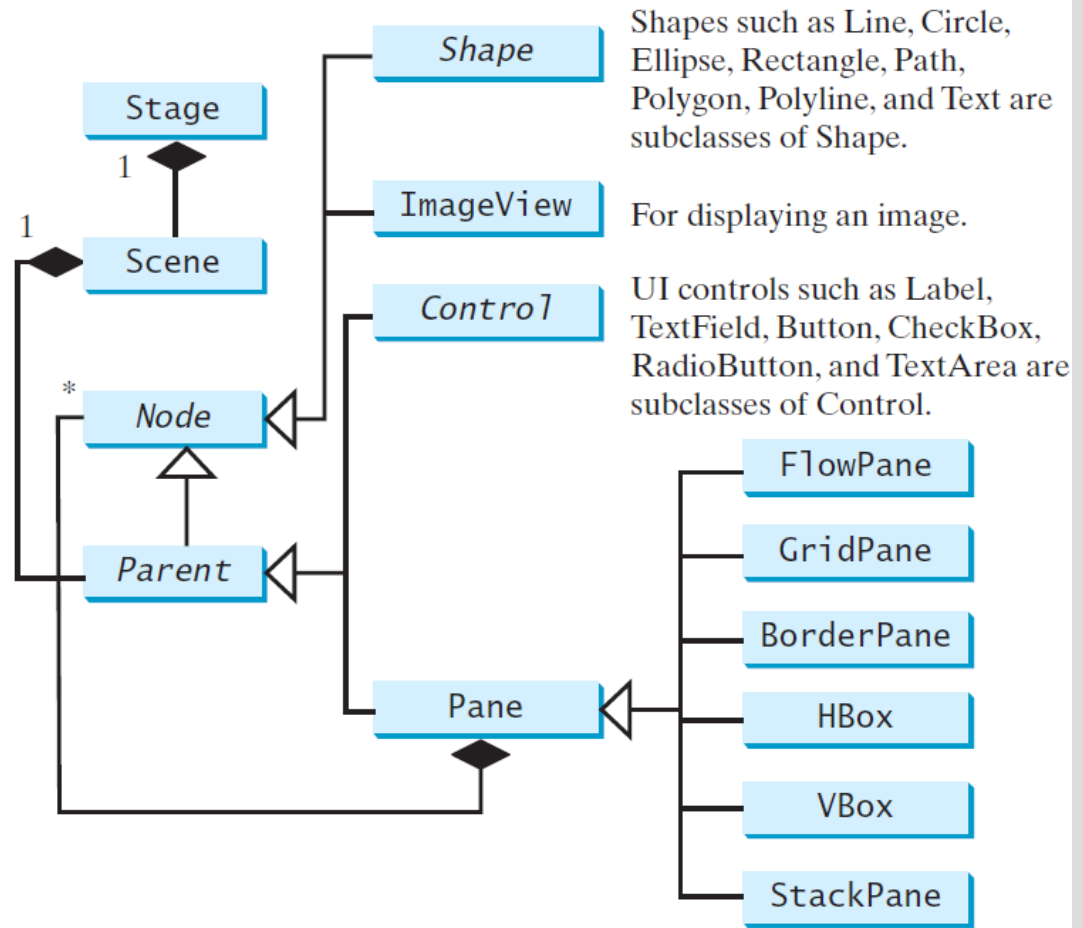 Shape
Shapes such as Line, Circle,
Ellipse, Rectangle, Path,
Polygon, Polyline, and Text are
subclasses of Shape.
Stage
1
ImageView
For displaying an image.
1
Scene
Control
UI controls such as Label,
TextField, Button, CheckBox,
RadioButton, and TextArea are
subclasses of Control.
*
Node
FlowPane
GridPane
Parent
BorderPane
Pane
HBox
VBox
StackPane